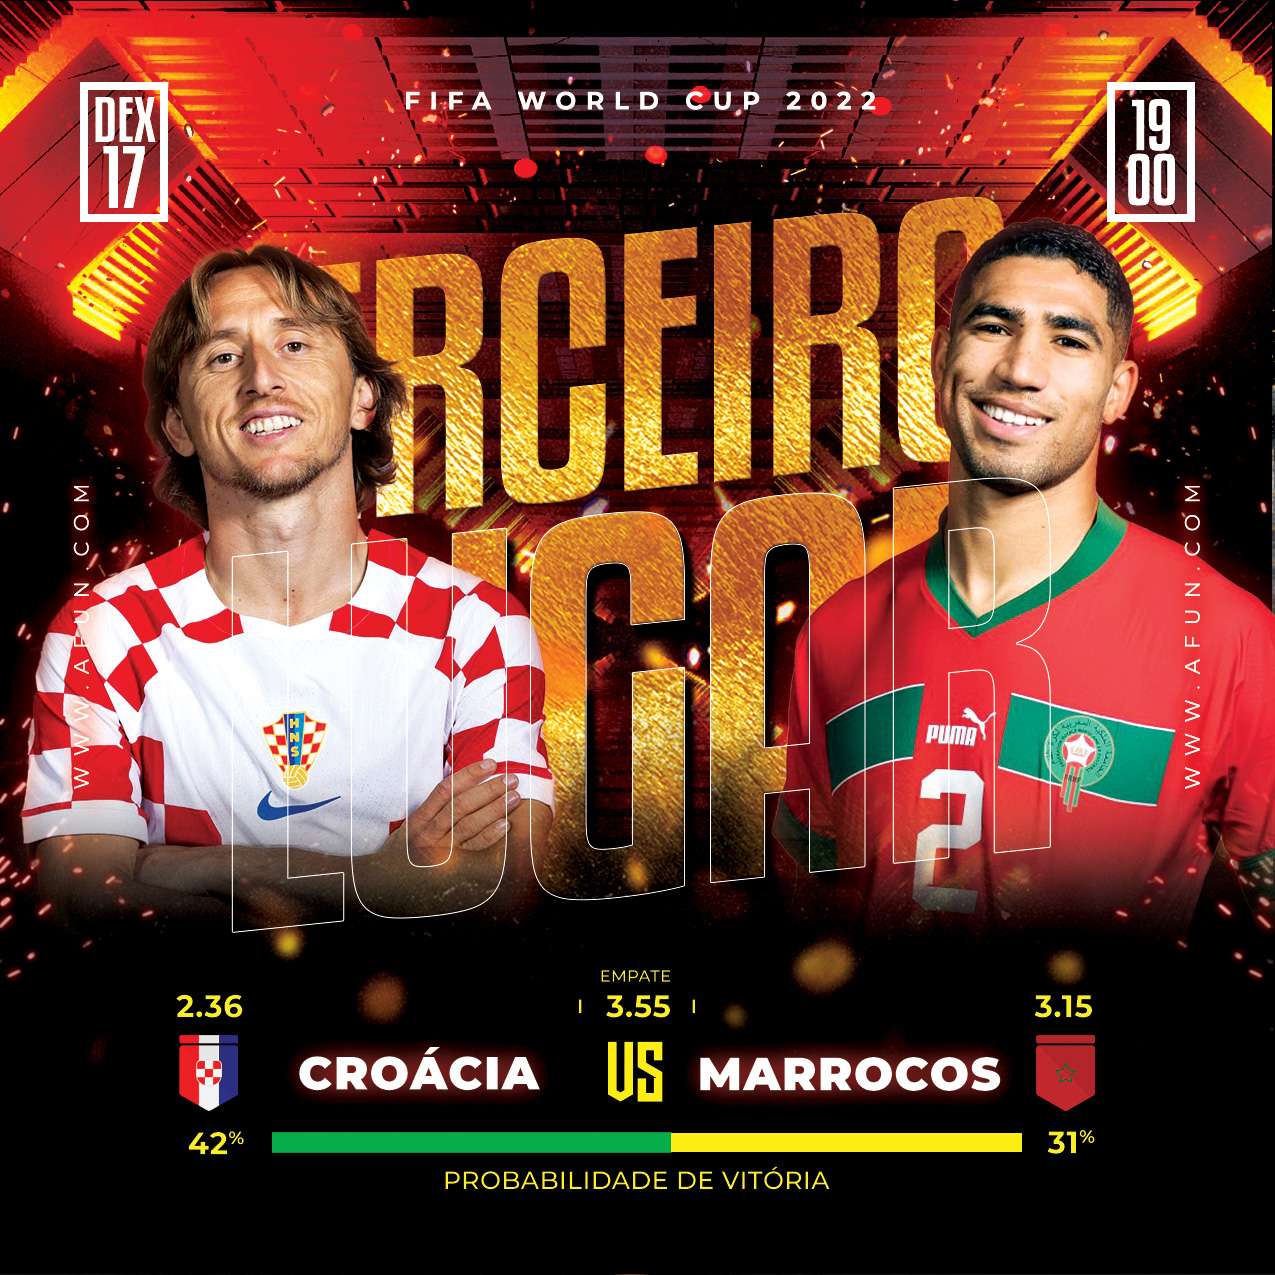 FIFA WORLD CUP 2022
DEX
17
19
00
ERCEIRO
LUGAR
WWW.AFUN.COM
WWW.AFUN.COM
HNS
PUMA
2
EMPATE
2.36
3.55
3.15
CROÁCIA
VS
MARROCOS
42%
31%
PROBABILIDADE DE VITÓRIA